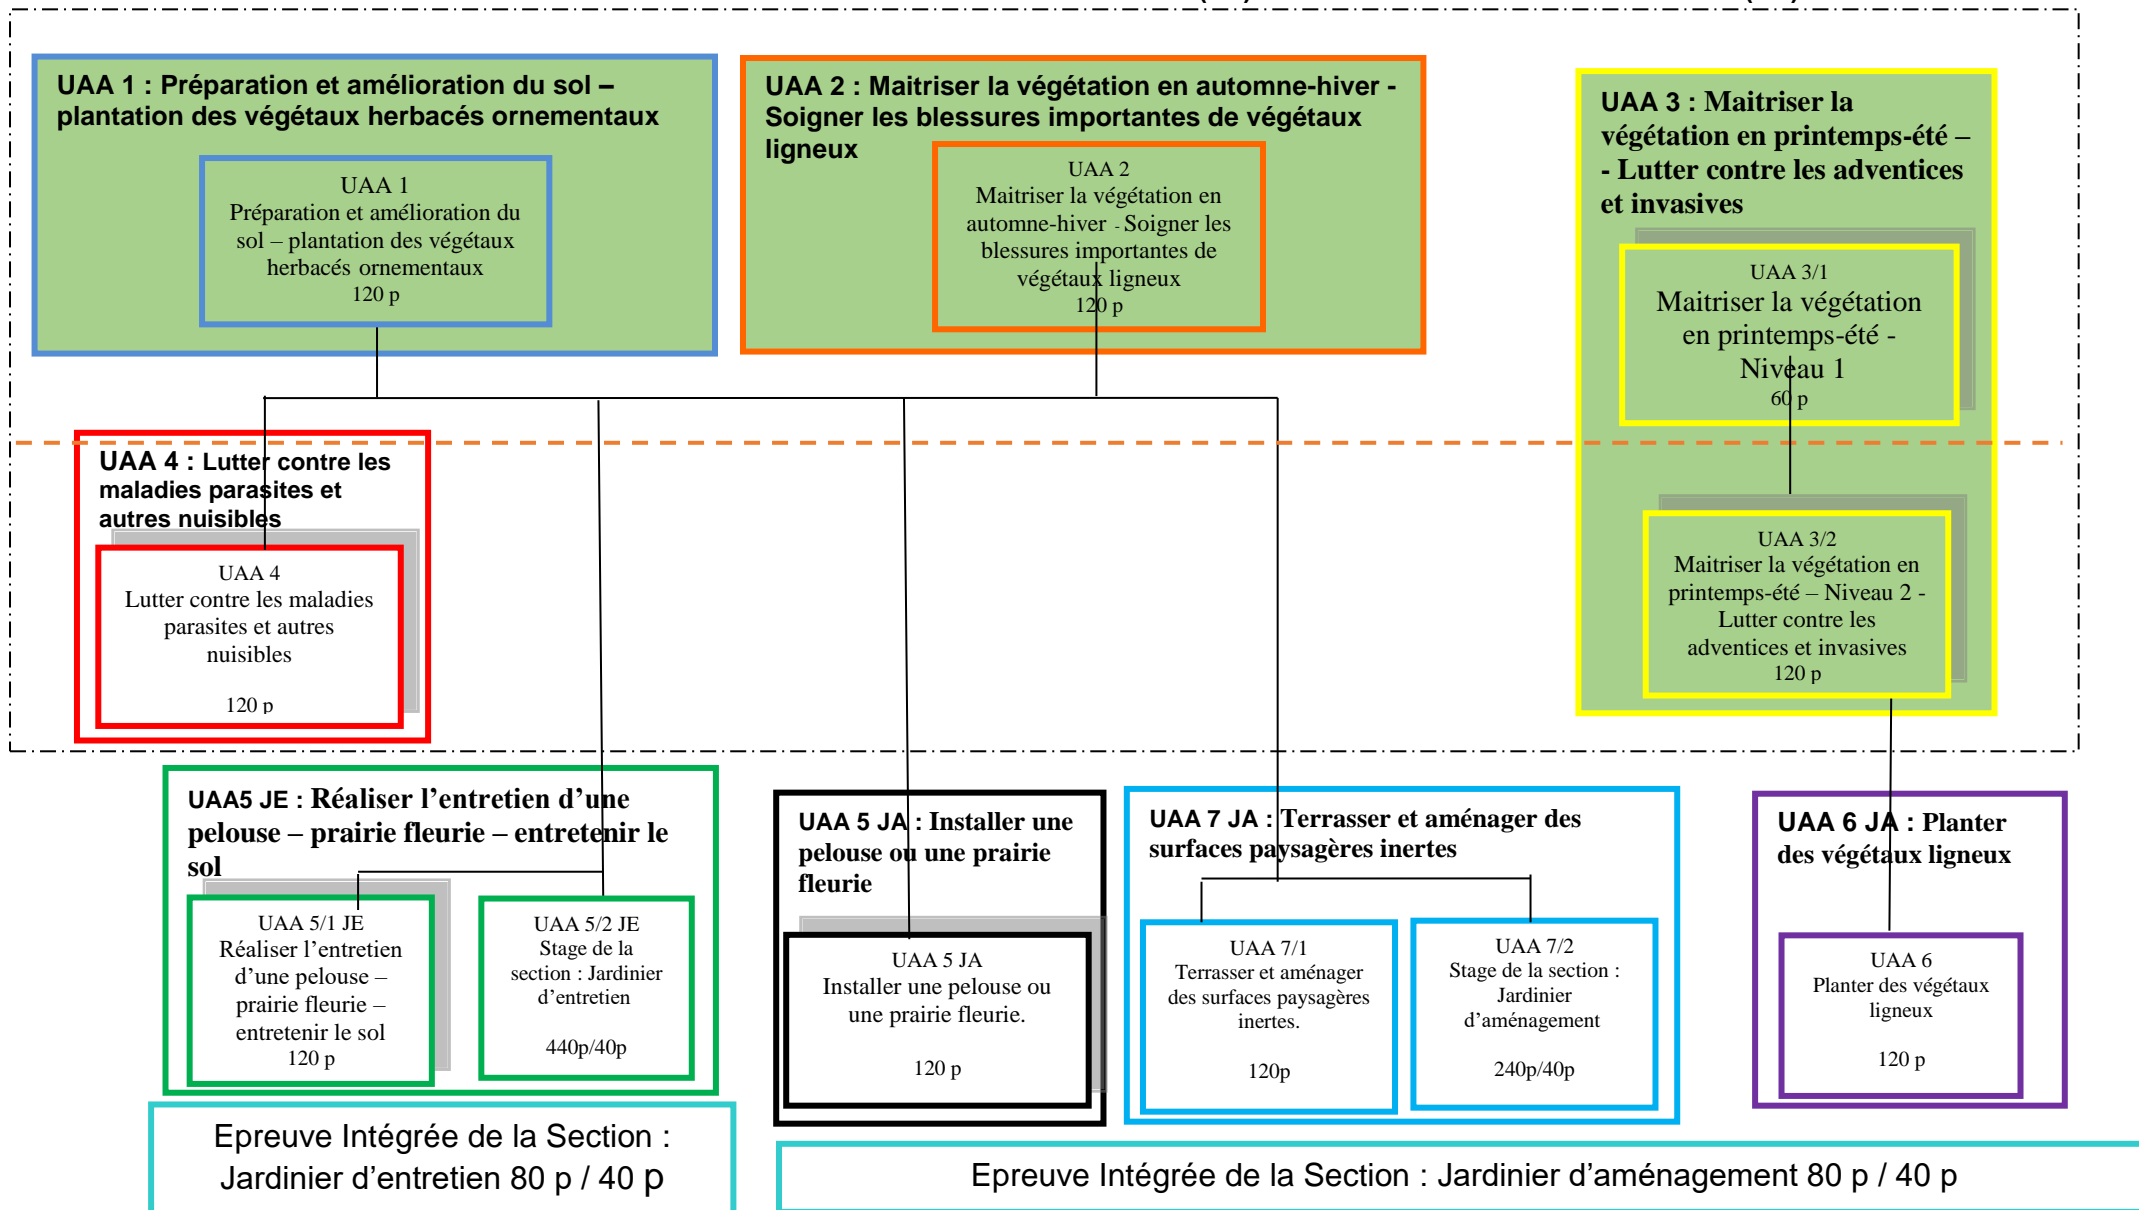 UAA 1 : Préparation et amélioration du sol –
plantation des végétaux herbacés ornementaux
UAA 1
Préparation et amélioration du
sol – plantation des végétaux
herbacés ornementaux
120 p
UAA 2 : Maitriser la végétation en automne-hiver -
Soigner les blessures importantes de végétaux
ligneux
UAA 2
Maitriser la végétation en
automne-hiver - Soigner les
blessures importantes de
végétaux ligneux
120 p
UAA 3 : Maitriser la
végétation en printemps-été –
- Lutter contre les adventices
et invasives
UAA 3/1
Maitriser la végétation
en printemps-été -
Niveau 1
60 p
UAA 3/2
Maitriser la végétation en
printemps-été – Niveau 2 -
Lutter contre les
adventices et invasives
120 p
UAA 4 : Lutter contre les
maladies parasites et
autres nuisibles
UAA 4
Lutter contre les maladies
parasites et autres
nuisibles
120 p
UAA5 JE : Réaliser l’entretien d’une
pelouse – prairie fleurie – entretenir le
sol
UAA 5/1 JE
Réaliser l’entretien
d’une pelouse –
prairie fleurie –
entretenir le sol
120 p
UAA 5/2 JE
Stage de la
section : Jardinier
d’entretien
440p/40p
UAA 5 JA : Installer une
pelouse ou une prairie
fleurie
UAA 5 JA
Installer une pelouse ou
une prairie fleurie.
120 p
UAA 7 JA : Terrasser et aménager des
surfaces paysagères inertes
UAA 7/1
Terrasser et aménager
des surfaces paysagères
inertes.
120p
UAA 7/2
Stage de la section :
Jardinier
d’aménagement
240p/40p
UAA 6 JA : Planter
des végétaux ligneux
UAA 6
Planter des végétaux
ligneux
120 p
Epreuve Intégrée de la Section :
Jardinier d’entretien 80 p / 40 p
Epreuve Intégrée de la Section : Jardinier d’aménagement 80 p / 40 p